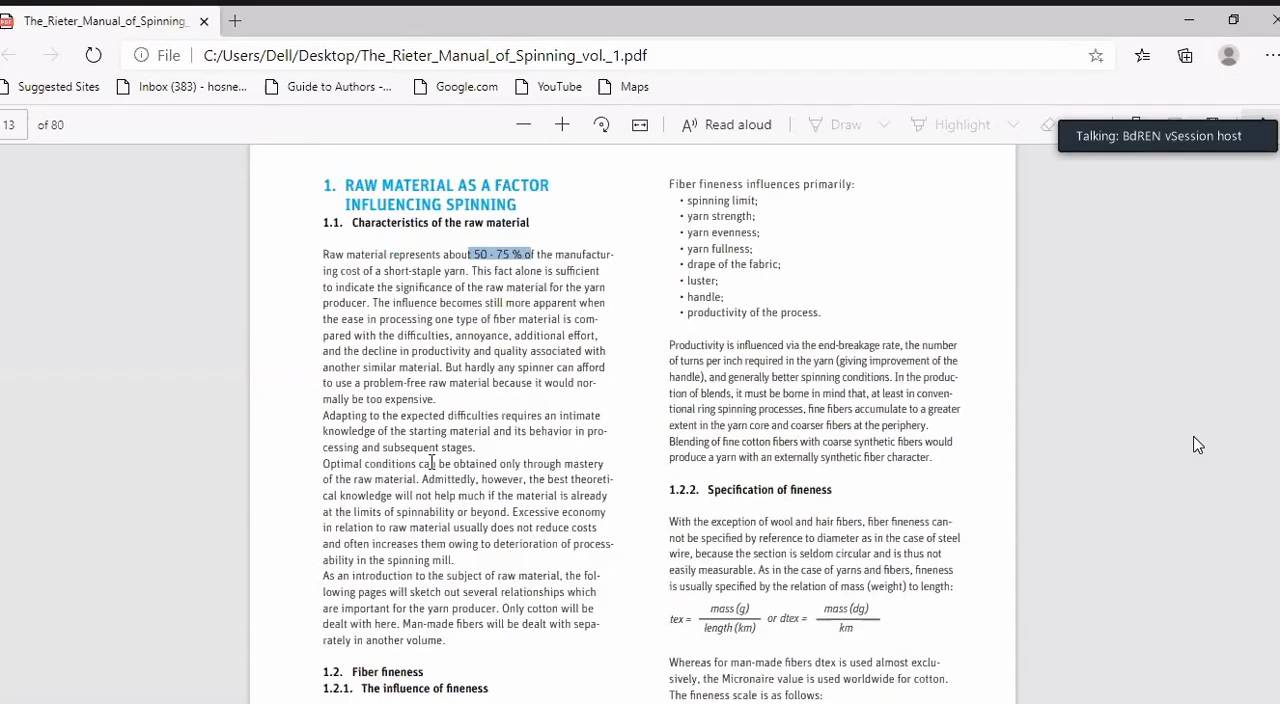 The_Rieter_Manual_of_Spinning_
File
C:/Users/Dell/Desktop/The_Rieter_Manual_of_Spinning_vol._1.pdf
Suggested Sites
Inbox (383) - hosne...
Guide to Authors -...
Google.com
YouTube
Maps
13 of 80
Read aloud
Draw
Highlight
Talking: BdREN vSession host
1. RAW MATERIAL AS A FACTOR
INFLUENCING SPINNING
1.1. Characteristics of the raw material
Raw material represents about 50 - 75 % of the manufactur-
ing cost of a short-staple yarn. This fact alone is sufficient
to indicate the significance of the raw material for the yarn
producer. The influence becomes still more apparent when
the ease in processing one type of fiber material is com-
pared with the difficulties, annoyance, additional effort,
and the decline in productivity and quality associated with
another similar material. But hardly any spinner can afford
to use a problem-free raw material because it would nor-
mally be too expensive.
Adapting to the expected difficulties requires an intimate
knowledge of the starting material and its behavior in pro-
cessing and subsequent stages.
Optimal conditions can be obtained only through mastery
of the raw material. Admittedly, however, the best theoreti-
cal knowledge will not help much if the material is already
at the limits of spinnability or beyond. Excessive economy
in relation to raw material usually does not reduce costs
and often increases them owing to deterioration of process-
ability in the spinning mill.
As an introduction to the subject of raw material, the fol-
lowing pages will sketch out several relationships which
are important for the yarn producer. Only cotton will be
dealt with here. Man-made fibers will be dealt with sepa-
rately in another volume.
1.2. Fiber fineness
1.2.1. The influence of fineness
Fiber fineness influences primarily:
• spinning limit;
• yarn strength;
• yarn evenness;
• yarn fullness;
• drape of the fabric;
• luster;
• handle;
• productivity of the process.
Productivity is influenced via the end-breakage rate, the number
of turns per inch required in the yarn (giving improvement of the
handle), and generally better spinning conditions. In the produc-
tion of blends, it must be borne in mind that, at least in conven-
tional ring spinning processes, fine fibers accumulate to a greater
extent in the yarn core and coarser fibers at the periphery.
Blending of fine cotton fibers with coarse synthetic fibers would
produce a yarn with an externally synthetic fiber character.
1.2.2. Specification of fineness
With the exception of wool and hair fibers, fiber fineness can-
not be specified by reference to diameter as in the case of steel
wire, because the section is seldom circular and is thus not
easily measurable. As in the case of yarns and fibers, fineness
is usually specified by the relation of mass (weight) to length:
tex = mass (g) / length (km) or dtex = mass (dg) / km
Whereas for man-made fibers dtex is used almost exclu-
sively, the Micronaire value is used worldwide for cotton.
The fineness scale is as follows: